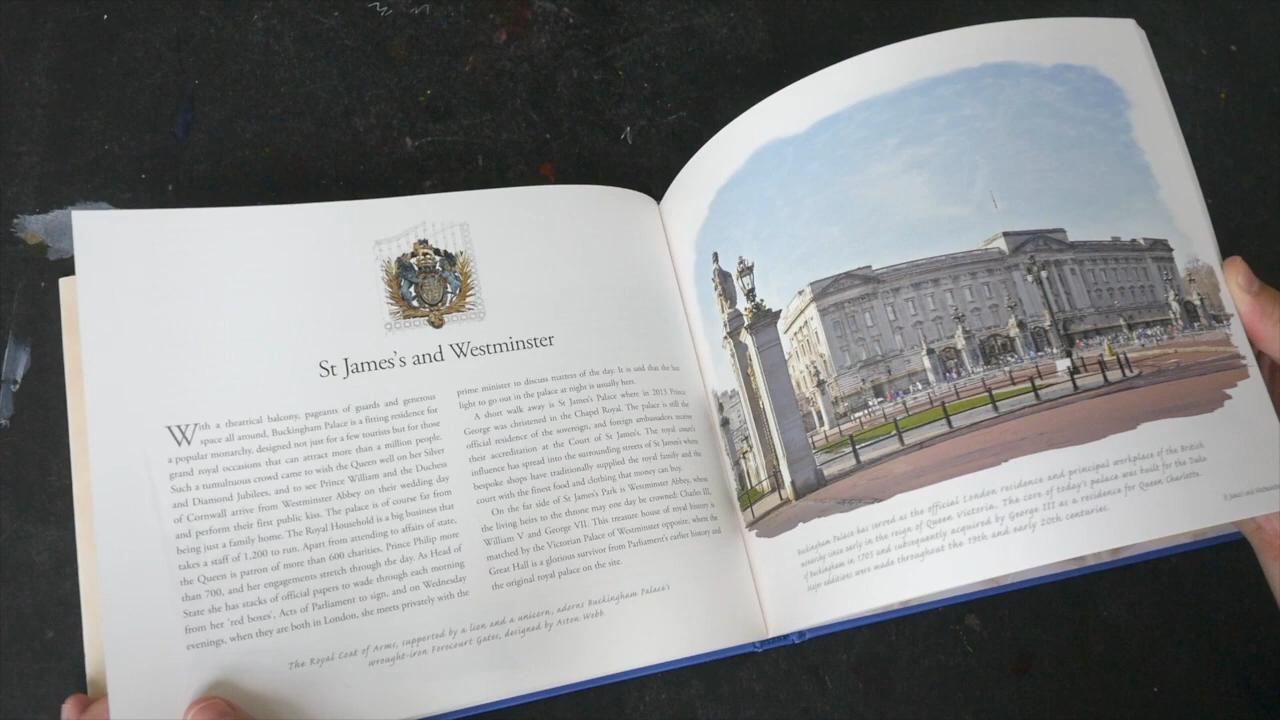 St James's and Westminster
With a theatrical balcony, pageants of guards and generous
space all around, Buckingham Palace is a fitting residence for
a popular monarchy, designed not just for a few tourists but for those
grand royal occasions that can attract more than a million people.
Such a tumultuous crowd came to wish the Queen well on her Silver
and Diamond Jubilees, and to see Prince William and the Duchess
of Cornwall arrive from Westminster Abbey on their wedding day
and perform their first public kiss. The palace is of course far from
being just a family home. The Royal Household is a big business that
takes a staff of 1,200 to run. Apart from attending to affairs of state,
the Queen is patron of more than 600 charities, Prince Philip more
than 700, and her engagements stretch through the day. As Head of
State she has stacks of official papers to wade through each morning
from her 'red boxes', Acts of Parliament to sign, and on Wednesday
evenings, when they are both in London, she meets privately with the
prime minister to discuss matters of the day. It is said that the last
light to go out in the palace at night is usually hers.
A short walk away is St James's Palace where in 2013 Prince
George was christened in the Chapel Royal. The palace is still the
official residence of the sovereign, and foreign ambassadors receive
their accreditation at the Court of St James's. The royal court's
influence has spread into the surrounding streets of St James's where
bespoke shops have traditionally supplied the royal family and the
court with the finest food and clothing that money can buy.
On the far side of St James's Park is Westminster Abbey, where
the living heirs to the throne may one day be crowned: Charles III,
William V and George VII. This treasure house of royal history is
matched by the Victorian Palace of Westminster opposite, where the
Great Hall is a glorious survivor from Parliament's earlier history and
the original royal palace on the site.
The Royal Coat of Arms, supported by a lion and a unicorn, adorns Buckingham Palace's
wrought-iron Forecourt Gates, designed by Aston Webb.
Buckingham Palace has served as the official London residence and principal workplace of the British
monarchy since early in the reign of Queen Victoria. The core of today's palace was built for the Duke
of Buckingham in 1703 and subsequently acquired by George III as a residence for Queen Charlotte.
Major additions were made throughout the 19th and early 20th centuries.
ST JAMES'S AND